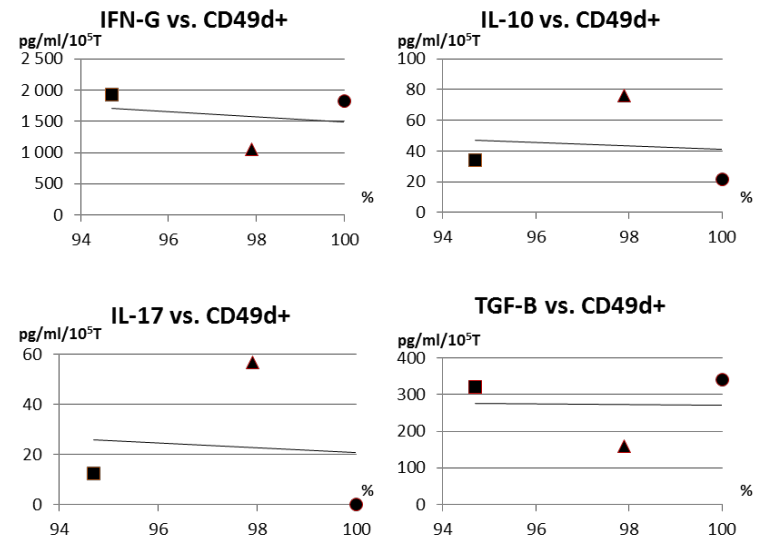 IFN-G vs. CD49d+
pg/ml/10⁵T
2 500
2 000
1 500
1 000
500
0
%
94 96 98 100
IL-10 vs. CD49d+
pg/ml/10⁵T
100
80
60
40
20
0
%
94 96 98 100
IL-17 vs. CD49d+
pg/ml/10⁵T
60
40
20
0
%
94 96 98 100
TGF-B vs. CD49d+
pg/ml/10⁵T
400
300
200
100
0
%
94 96 98 100